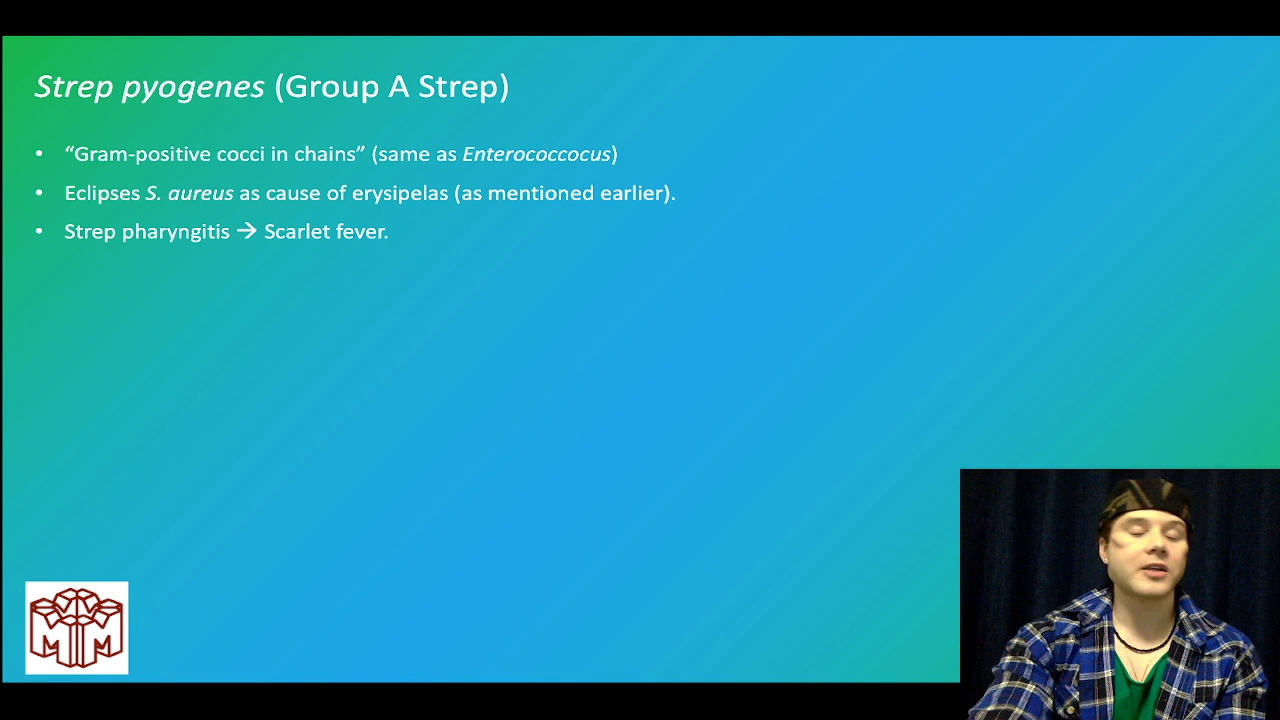 Strep pyogenes (Group A Strep)
• “Gram-positive cocci in chains” (same as Enterococcocus)
• Eclipses S. aureus as cause of erysipelas (as mentioned earlier).
• Strep pharyngitis → Scarlet fever.
M M